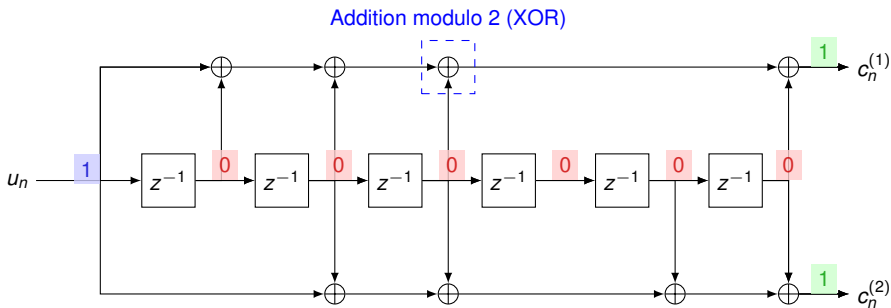 Addition modulo 2 (XOR)
1 c_n^{(1)}
u_n 1 z^{-1} 0 z^{-1} 0 z^{-1} 0 z^{-1} 0 z^{-1} 0 z^{-1} 0
1 c_n^{(2)}